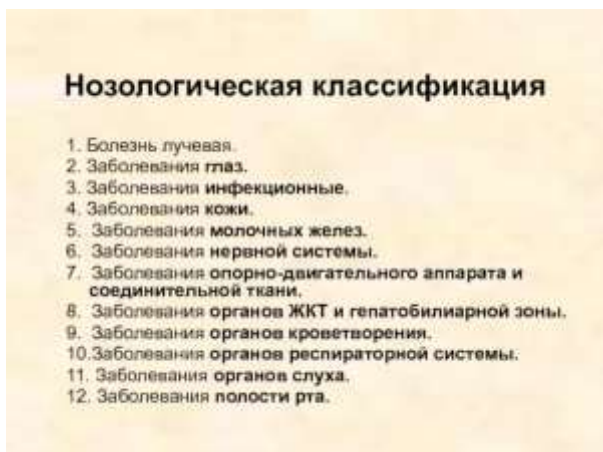 Нозологическая классификация
1. Болезнь лучевая.
2. Заболевания глаз.
3. Заболевания инфекционные.
4. Заболевания кожи.
5. Заболевания молочных желез.
6. Заболевания нервной системы.
7. Заболевания опорно-двигательного аппарата и
соединительной ткани.
8. Заболевания органов ЖКТ и гепатобилиарной зоны.
9. Заболевания органов кроветворения.
10.Заболевания органов респираторной системы.
11. Заболевания органов слуха.
12. Заболевания полости рта.